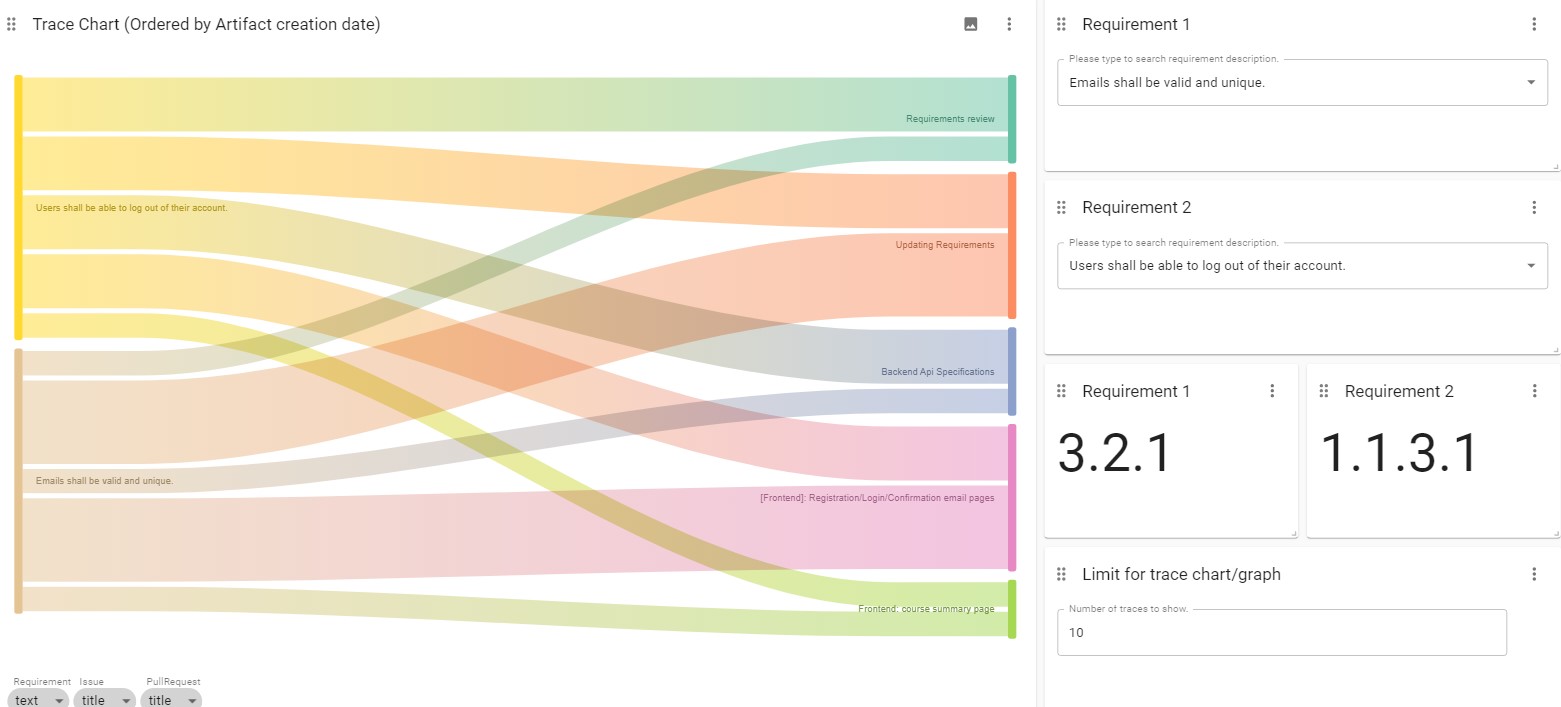 Trace Chart (Ordered by Artifact creation date)
Requirements review
Users shall be able to log out of their account.
Updating Requirements
Backend Api Specifications
Emails shall be valid and unique.
[Frontend]: Registration/Login/Confirmation email pages
Frontend: course summary page
Requirement Issue PullRequest
text title title
Requirement 1
Please type to search requirement description.
Emails shall be valid and unique.
Requirement 2
Please type to search requirement description.
Users shall be able to log out of their account.
Requirement 1
3.2.1
Requirement 2
1.1.3.1
Limit for trace chart/graph
Number of traces to show.
10